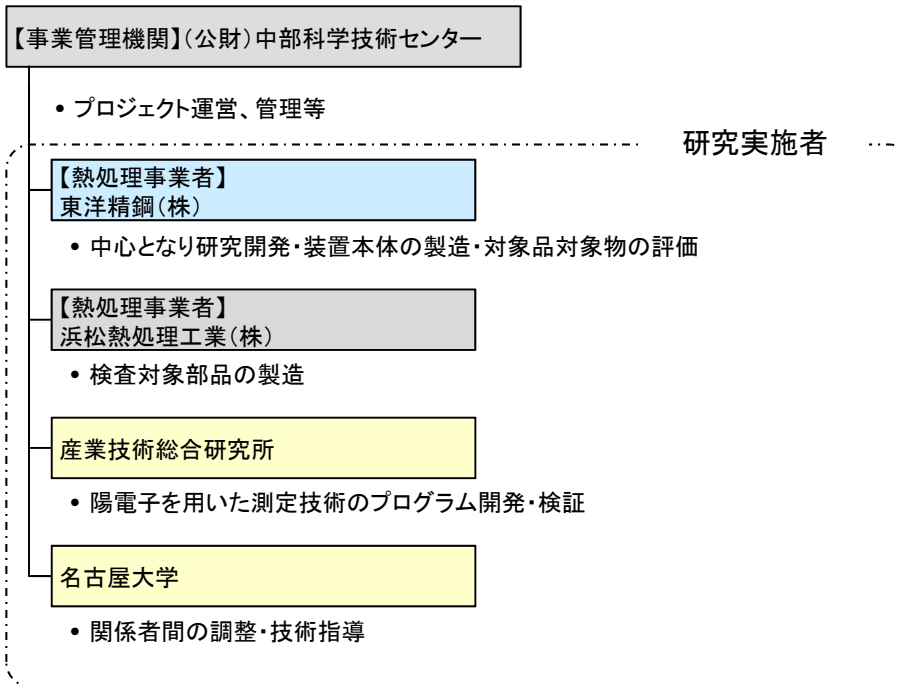 【事業管理機関】(公財)中部科学技術センター
• プロジェクト運営、管理等
研究実施者
【熱処理事業者】
東洋精鋼(株)
• 中心となり研究開発・装置本体の製造・対象品対象物の評価
【熱処理事業者】
浜松熱処理工業(株)
• 検査対象部品の製造
産業技術総合研究所
• 陽電子を用いた測定技術のプログラム開発・検証
名古屋大学
• 関係者間の調整・技術指導